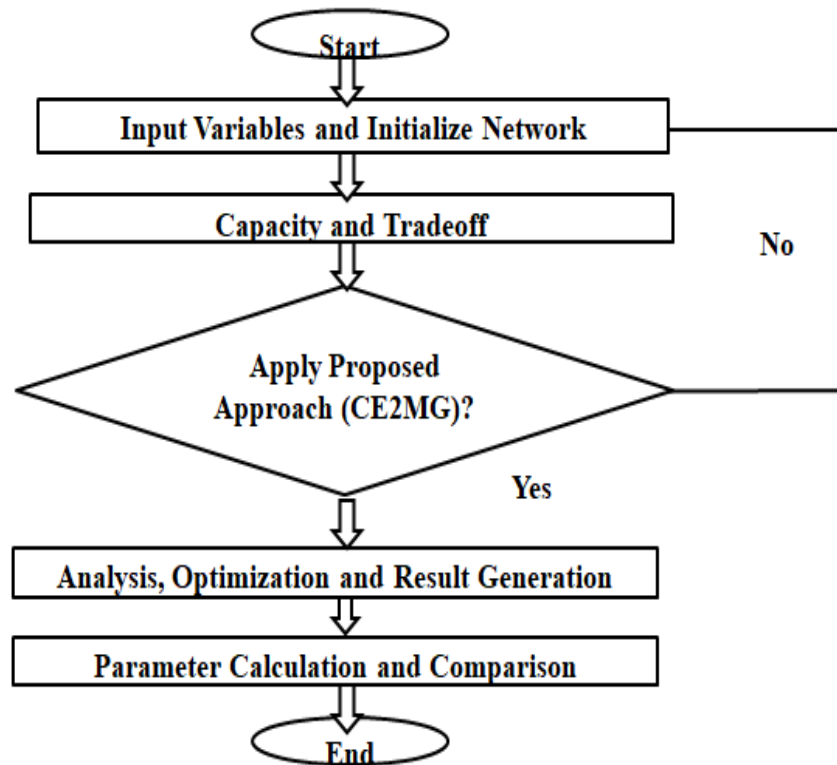 Start
Input Variables and Initialize Network
Capacity and Tradeoff
No
Apply Proposed
Approach (CE2MG)?
Yes
Analysis, Optimization and Result Generation
Parameter Calculation and Comparison
End